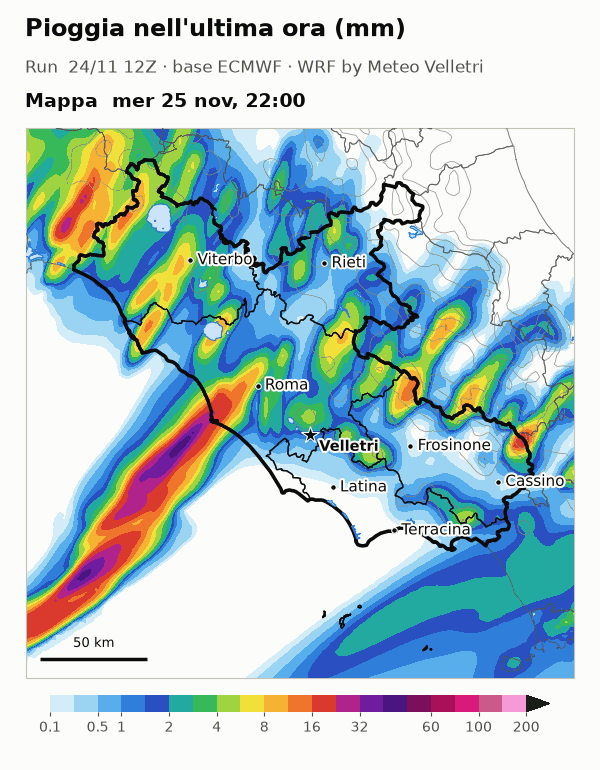 Pioggia nell'ultima ora (mm)
Run  24/11 12Z · base ECMWF · WRF by Meteo Velletri
Mappa  mer 25 nov, 22:00
Viterbo
Rieti
Roma
Velletri
Frosinone
Latina
Cassino
Terracina
50 km
0.1 0.5 1 2 4 8 16 32 60 100 200